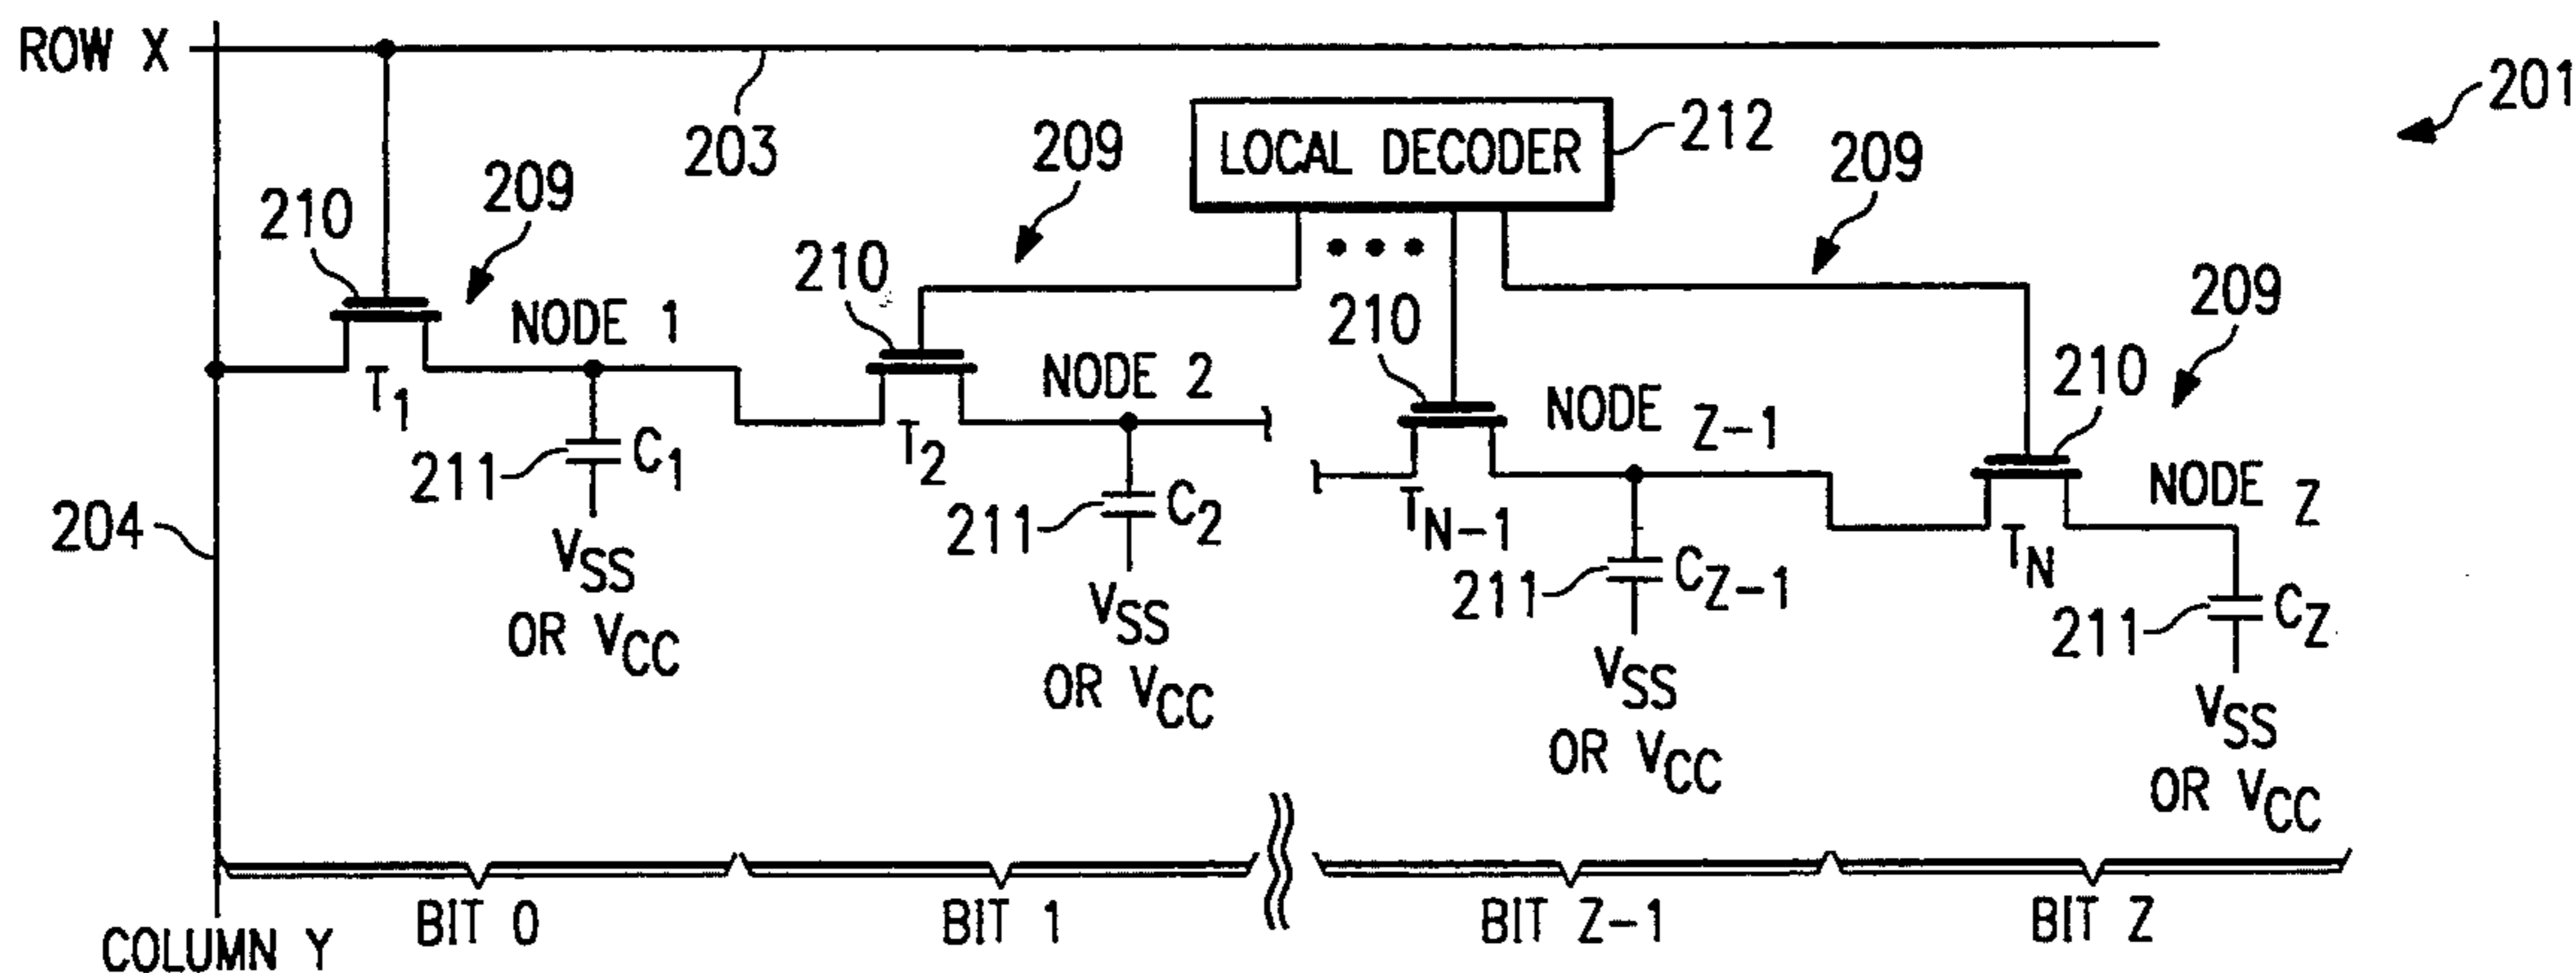 ROW X
203
LOCAL DECODER
212
201
209
209
210
209
210
210
209
210
NODE 1
NODE 2
NODE Z-1
NODE Z
T1
T2
TN-1
TN
211
C1
211
C2
211
CZ-1
211
CZ
204
VSS
OR VCC
VSS
OR VCC
VSS
OR VCC
VSS
OR VCC
BIT 0
BIT 1
BIT Z-1
BIT Z
COLUMN Y